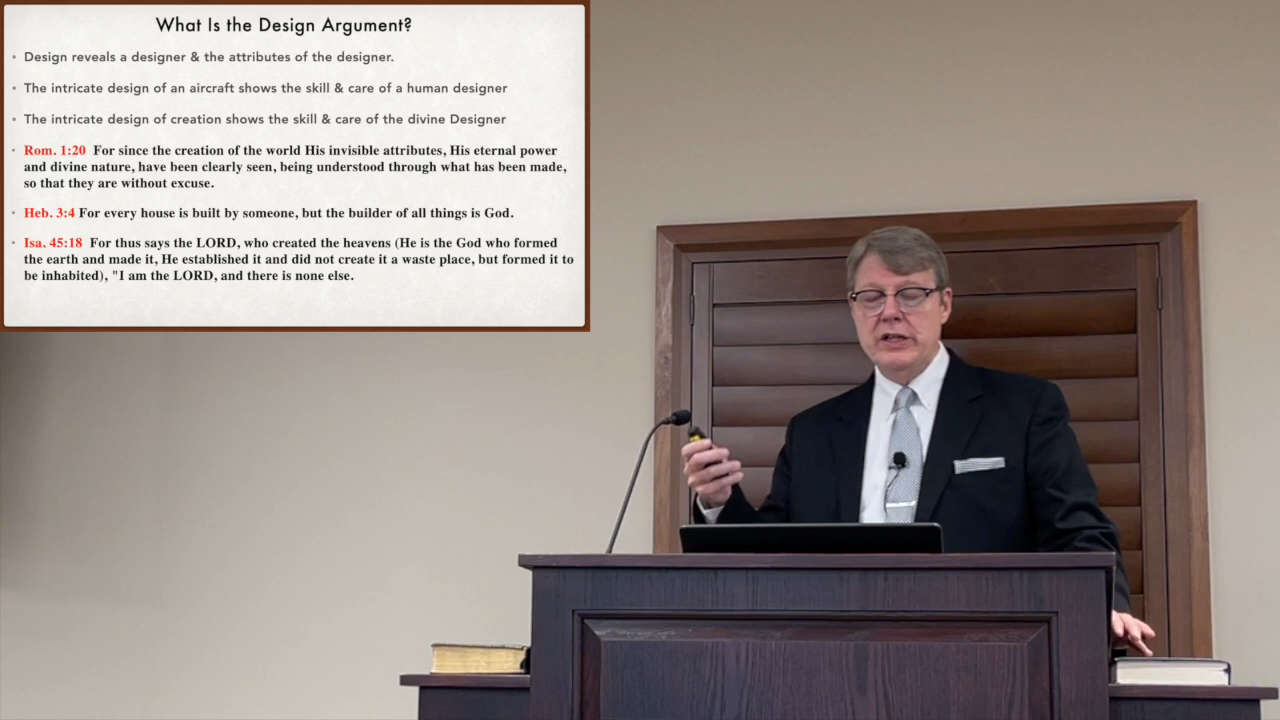 What Is the Design Argument?
• Design reveals a designer & the attributes of the designer.
• The intricate design of an aircraft shows the skill & care of a human designer
• The intricate design of creation shows the skill & care of the divine Designer
• Rom. 1:20 For since the creation of the world His invisible attributes, His eternal power
and divine nature, have been clearly seen, being understood through what has been made,
so that they are without excuse.
• Heb. 3:4 For every house is built by someone, but the builder of all things is God.
• Isa. 45:18 For thus says the LORD, who created the heavens (He is the God who formed
the earth and made it, He established it and did not create it a waste place, but formed it to
be inhabited), "I am the LORD, and there is none else.